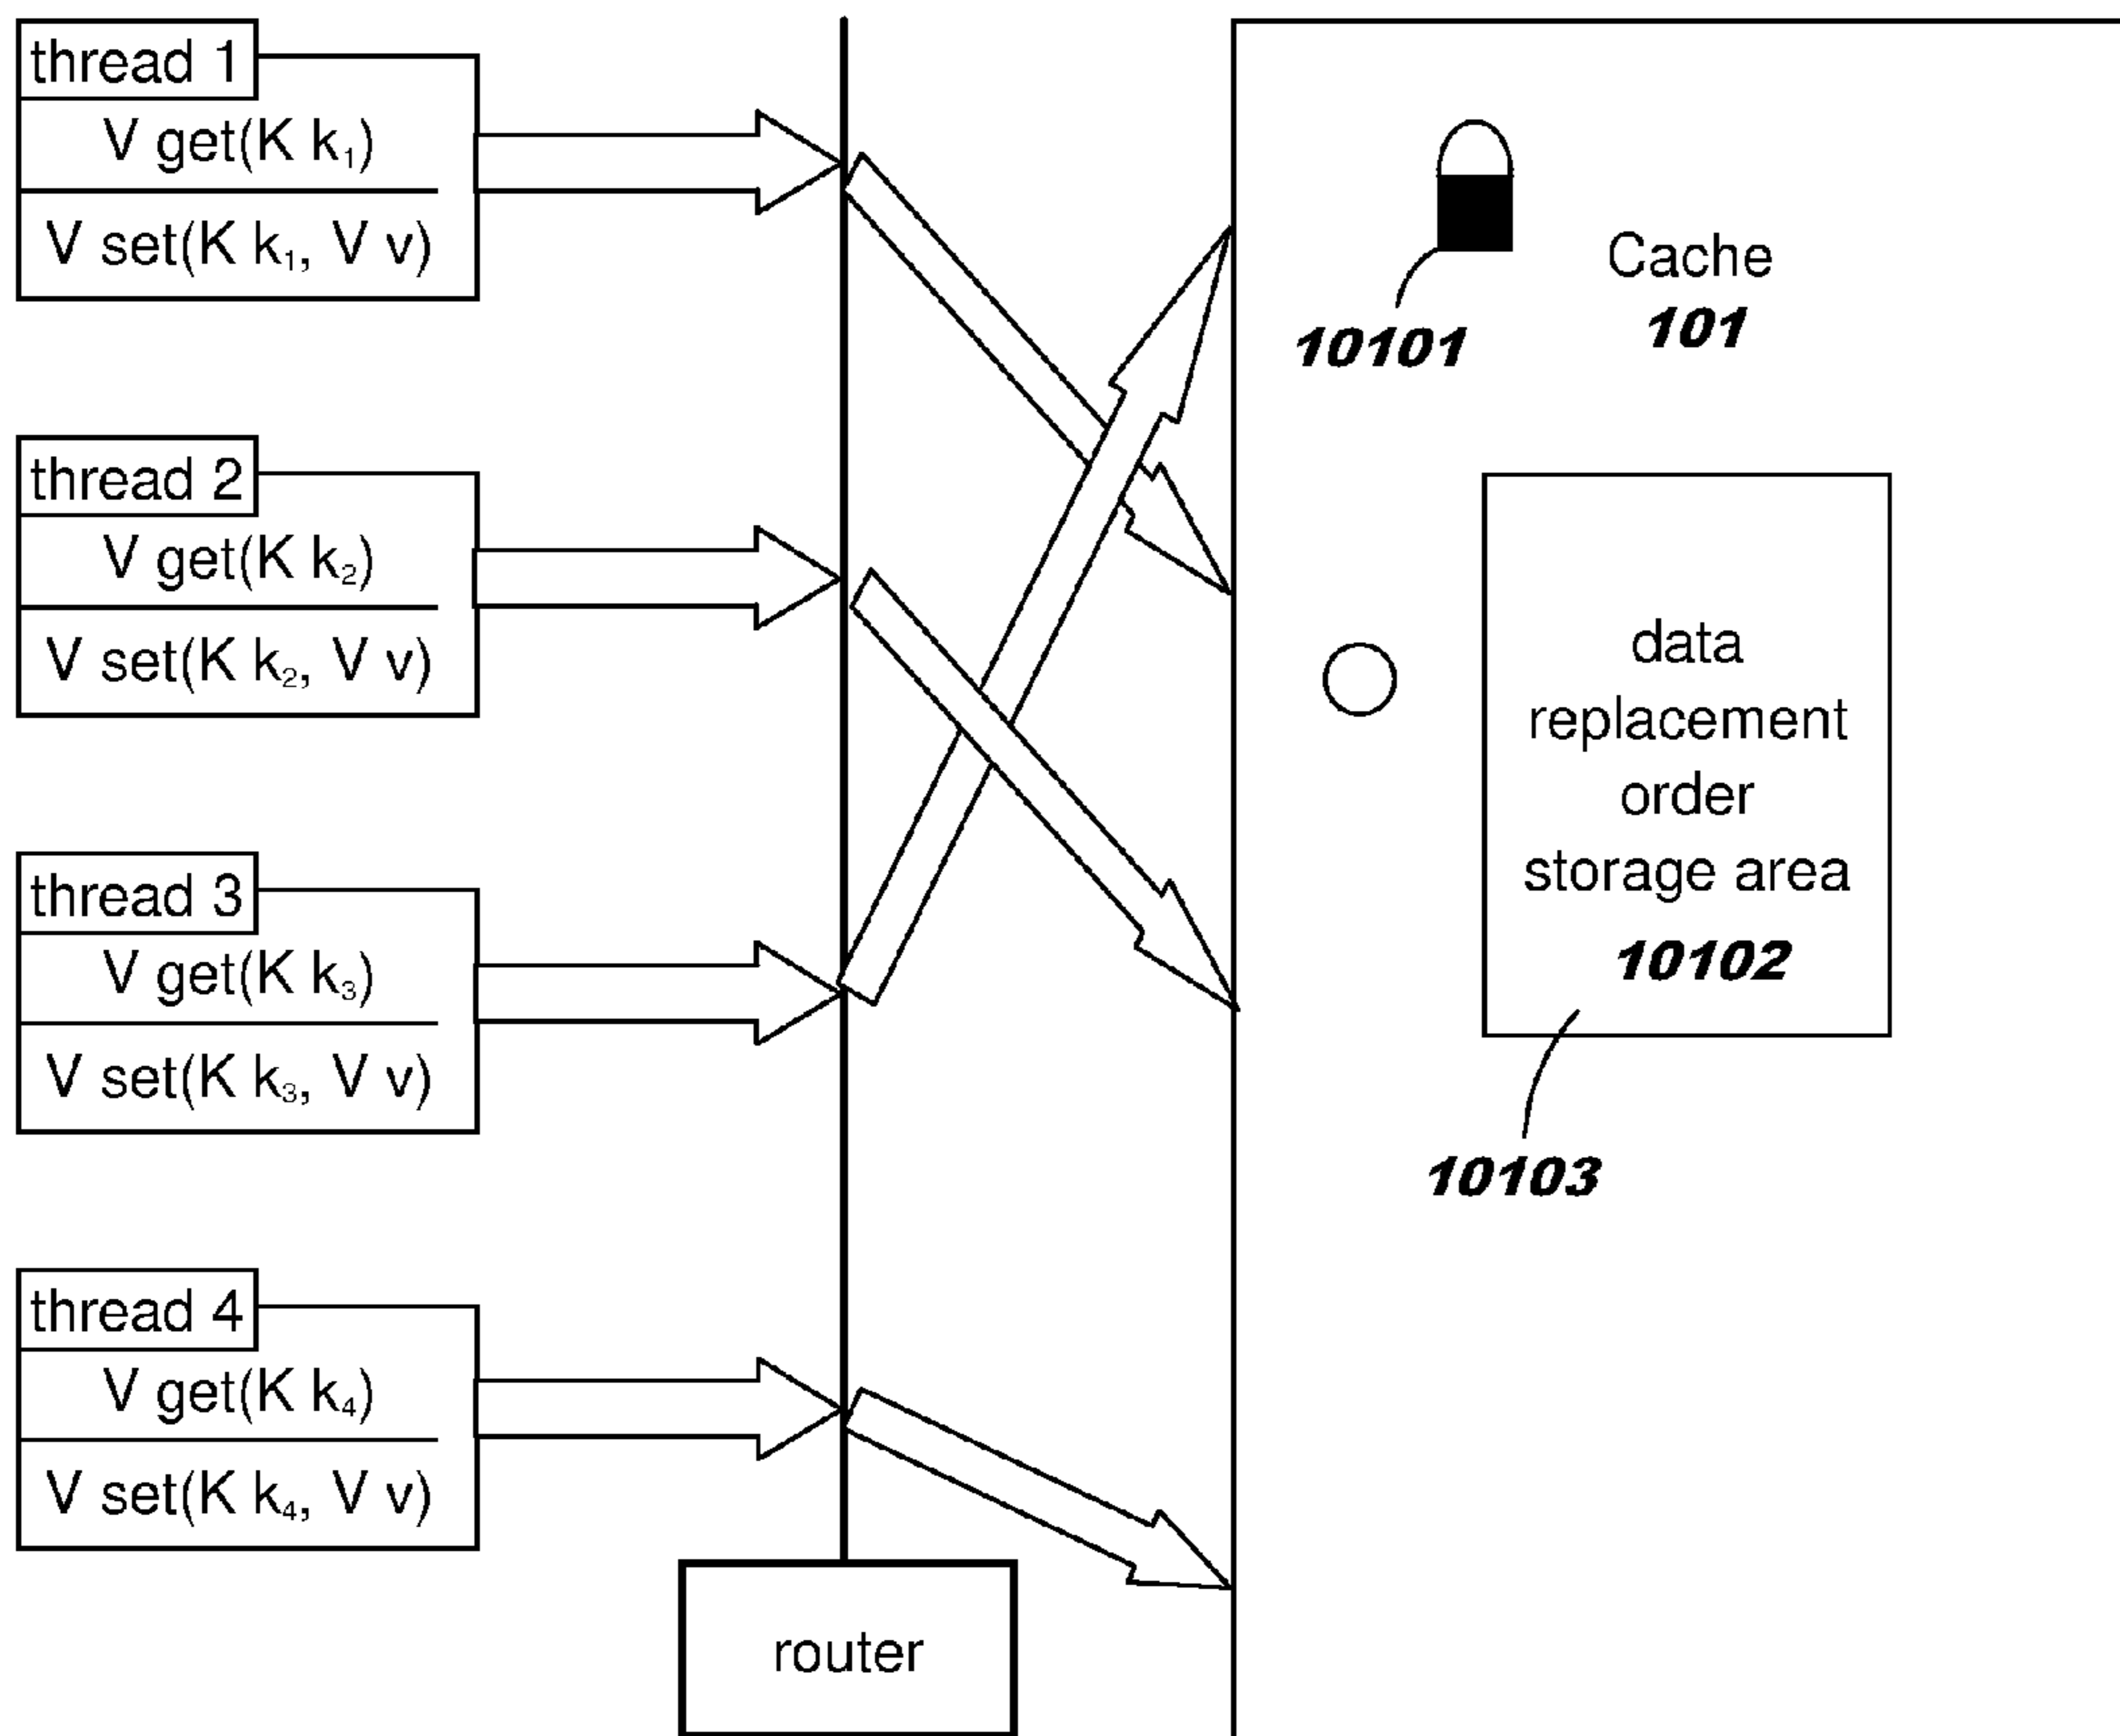 thread 1
V get(K k₁)
V set(K k₁, V v)
thread 2
V get(K k₂)
V set(K k₂, V v)
thread 3
V get(K k₃)
V set(K k₃, V v)
thread 4
V get(K k₄)
V set(K k₄, V v)
router
Cache
101
10101
data
replacement
order
storage area
10102
10103